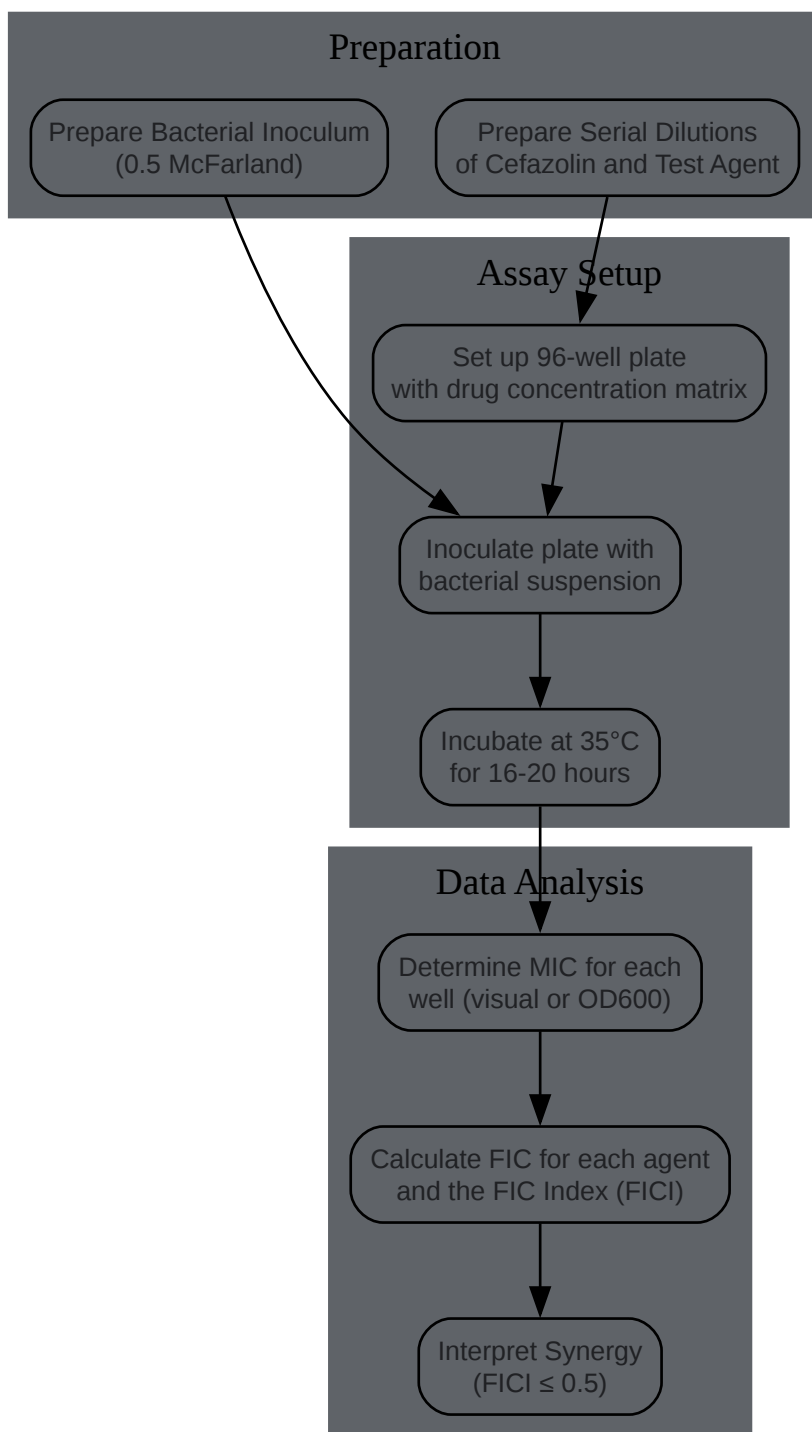 Preparation
Prepare Bacterial Inoculum
(0.5 McFarland)
Prepare Serial Dilutions
of Cefazolin and Test Agent
Assay Setup
Set up 96-well plate
with drug concentration matrix
Inoculate plate with
bacterial suspension
Incubate at 35°C
for 16-20 hours
Data Analysis
Determine MIC for each
well (visual or OD600)
Calculate FIC for each agent
and the FIC Index (FICI)
Interpret Synergy
(FICI ≤ 0.5)